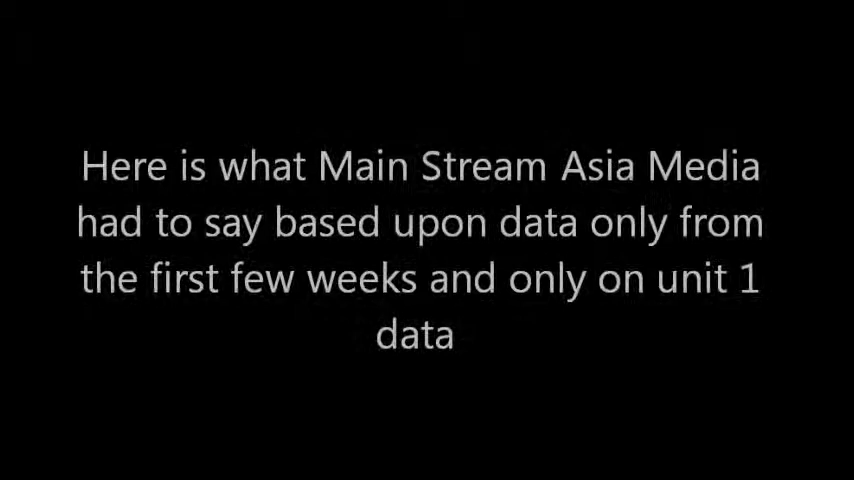 Here is what Main Stream Asia Media
had to say based upon data only from
the first few weeks and only on unit 1
data